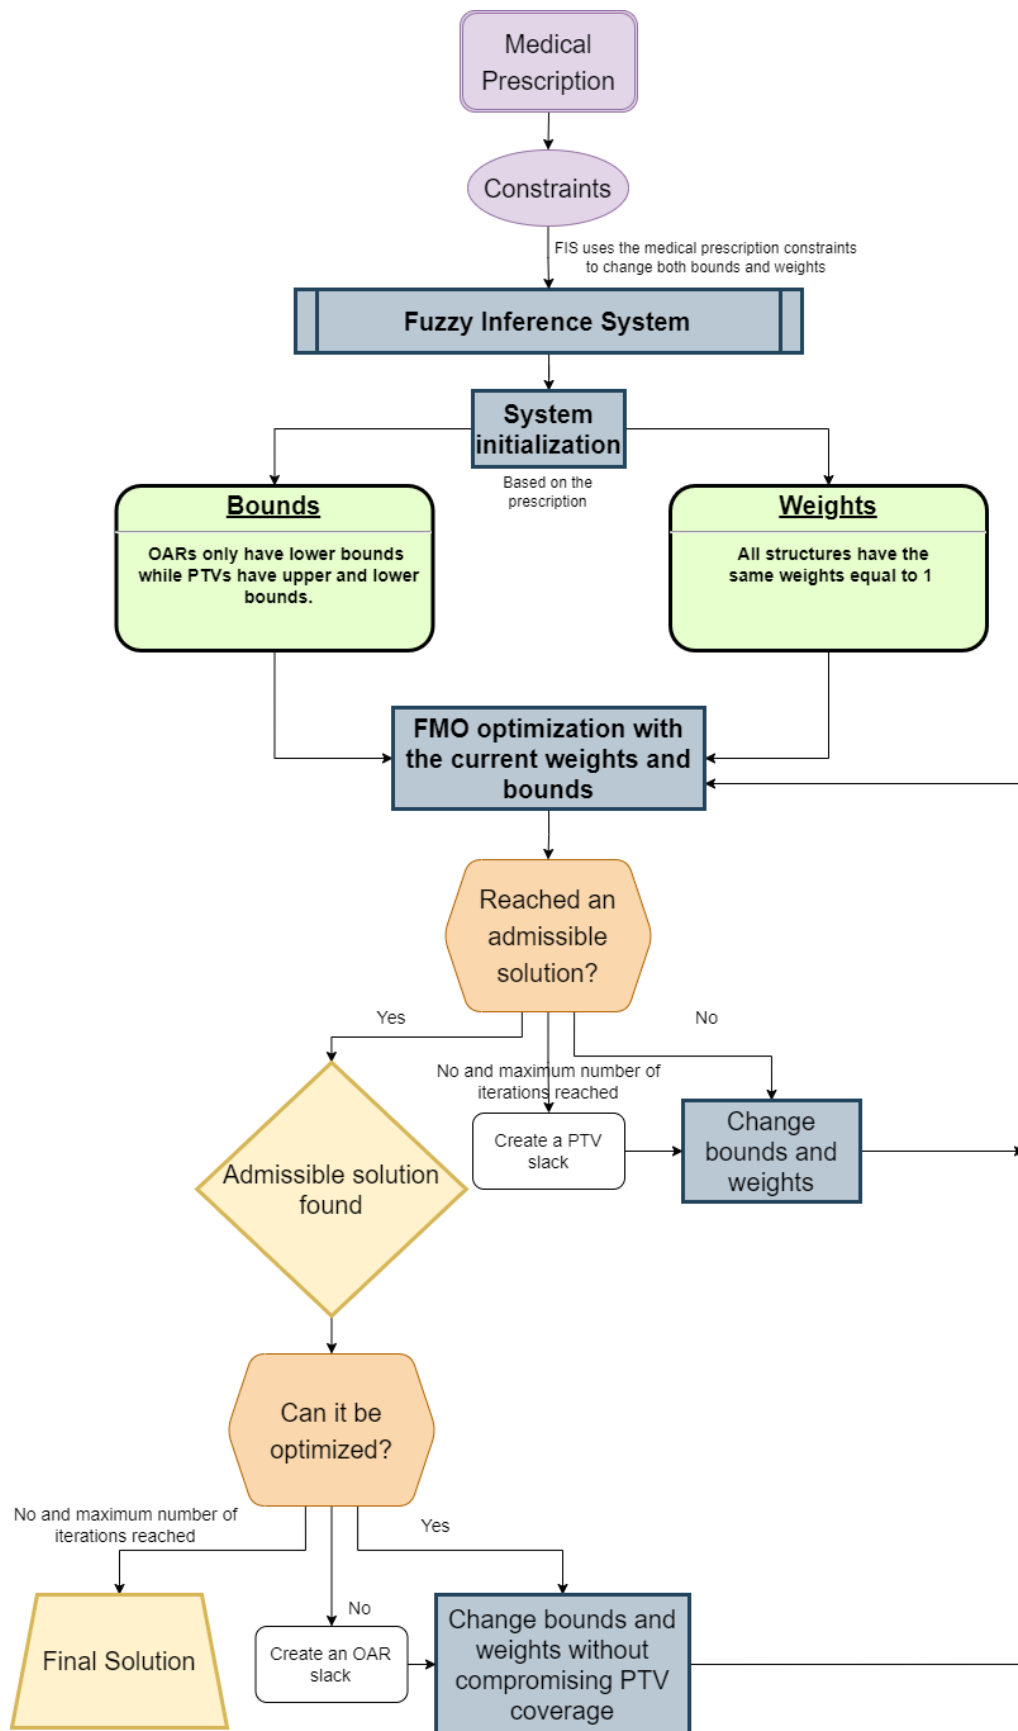 Medical
Prescription
Constraints
FIS uses the medical prescription constraints
to change both bounds and weights
Fuzzy Inference System
System
initialization
Based on the
prescription
Bounds
OARs only have lower bounds
while PTVs have upper and lower
bounds.
Weights
All structures have the
same weights equal to 1
FMO optimization with
the current weights and
bounds
Reached an
admissible
solution?
Yes
No
No and maximum number of
iterations reached
Create a PTV
slack
Change
bounds and
weights
Admissible solution
found
Can it be
optimized?
No and maximum number of
iterations reached
Yes
No
Final Solution
Create an OAR
slack
Change bounds and
weights without
compromising PTV
coverage